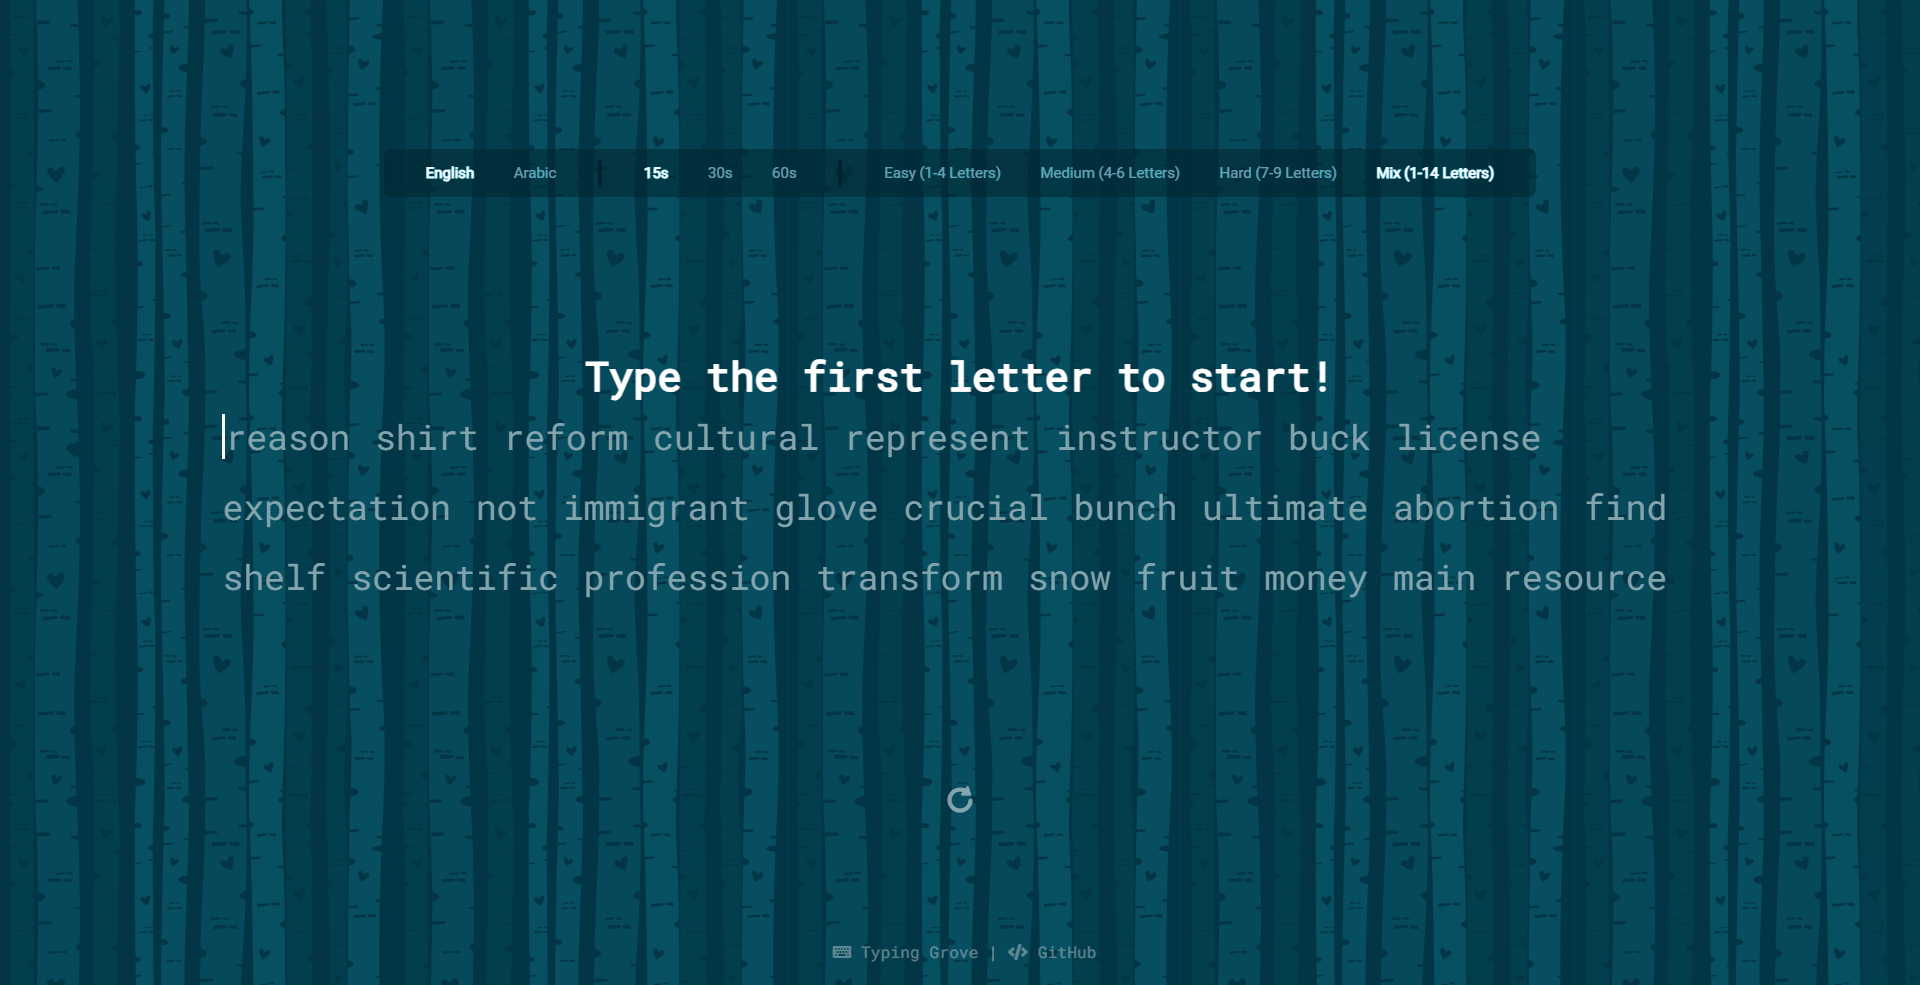 English Arabic 15s 30s 60s Easy (1-4 Letters) Medium (4-6 Letters) Hard (7-9 Letters) Mix (1-14 Letters)
Type the first letter to start!
reason shirt reform cultural represent instructor buck license
expectation not immigrant glove crucial bunch ultimate abortion find
shelf scientific profession transform snow fruit money main resource
Typing Grove | GitHub